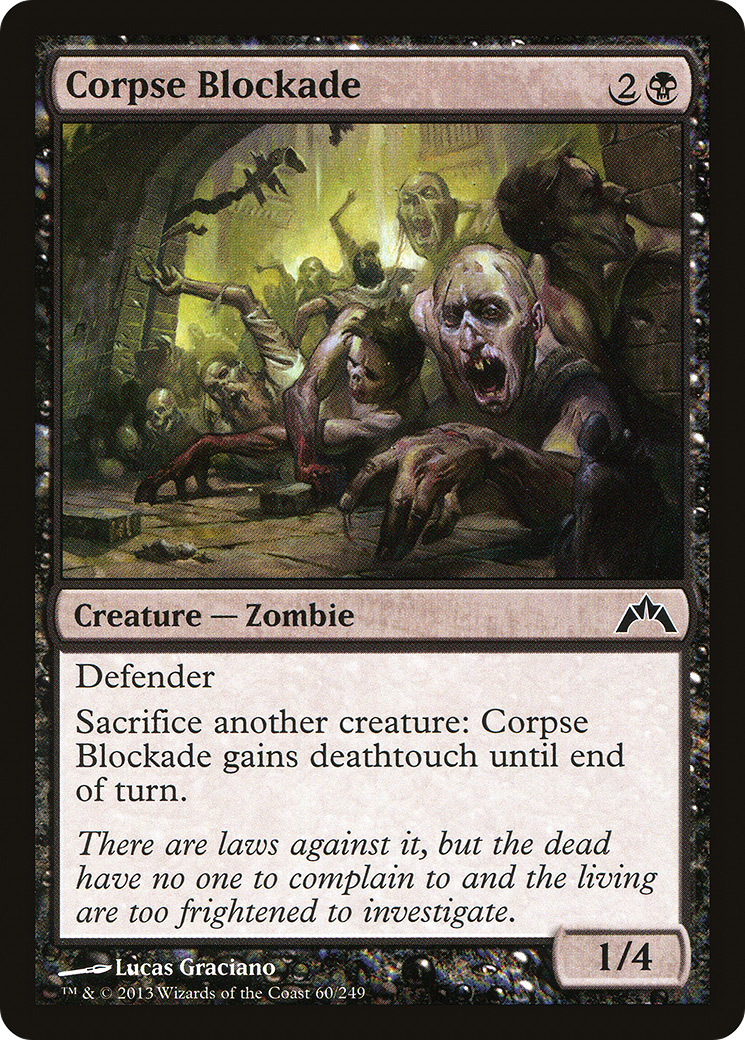 Corpse Blockade 2
Creature — Zombie
Defender
Sacrifice another creature: Corpse
Blockade gains deathtouch until end
of turn.
There are laws against it, but the dead
have no one to complain to and the living
are too frightened to investigate.
1/4
Lucas Graciano
™ & © 2013 Wizards of the Coast 60/249